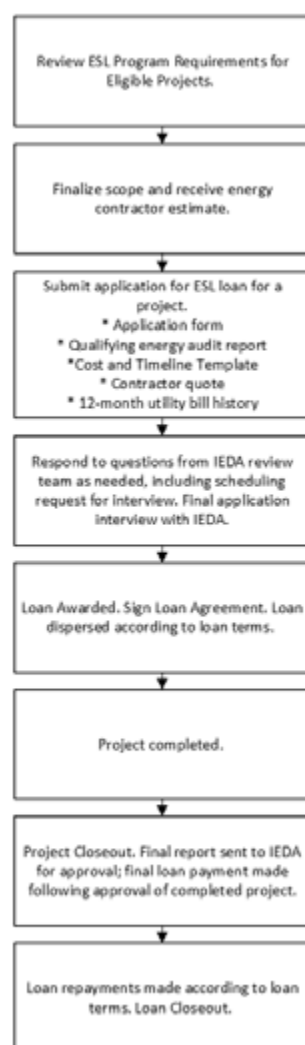 Review ESL Program Requirements for
Eligible Projects.
Finalize scope and receive energy
contractor estimate.
Submit application for ESL loan for a
project.
* Application form
* Qualifying energy audit report
*Cost and Timeline Template
* Contractor quote
* 12-month utility bill history
Respond to questions from IEDA review
team as needed, including scheduling
request for interview. Final application
interview with IEDA.
Loan Awarded. Sign Loan Agreement. Loan
dispersed according to loan terms.
Project completed.
Project Closeout. Final report sent to IEDA
for approval; final loan payment made
following approval of completed project.
Loan repayments made according to loan
terms. Loan Closeout.